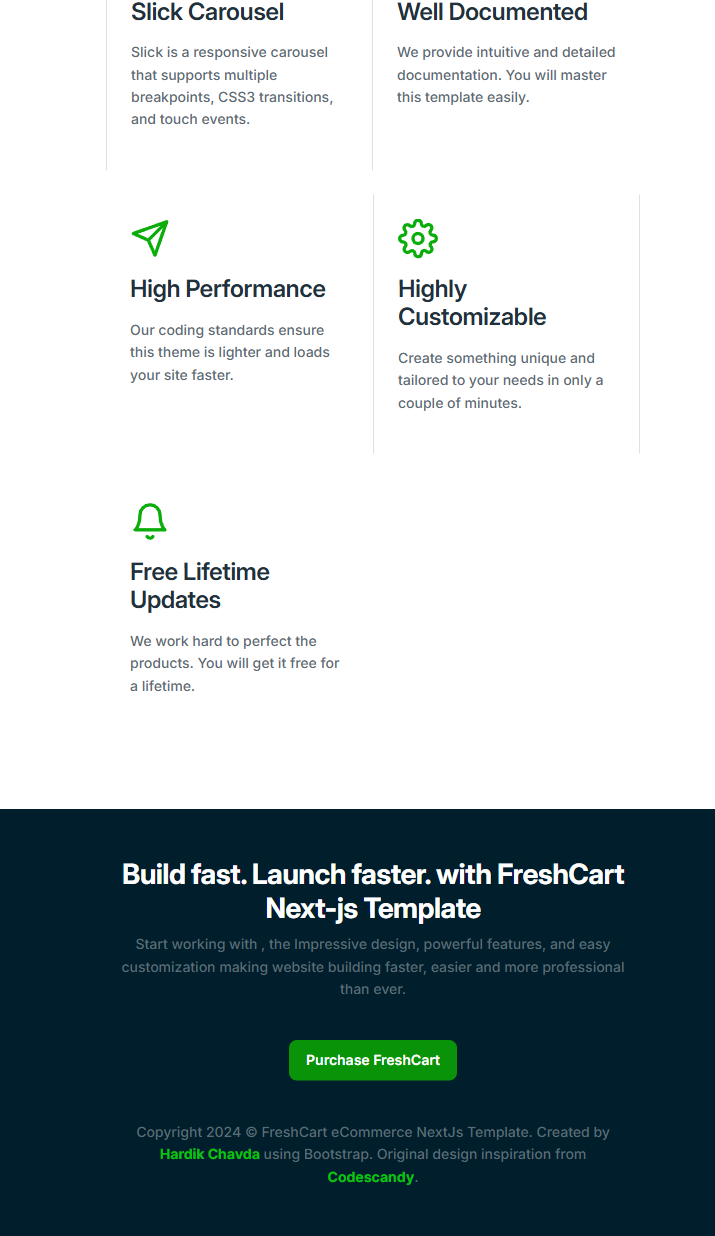 Slick Carousel
Slick is a responsive carousel
that supports multiple
breakpoints, CSS3 transitions,
and touch events.
Well Documented
We provide intuitive and detailed
documentation. You will master
this template easily.
High Performance
Our coding standards ensure
this theme is lighter and loads
your site faster.
Highly
Customizable
Create something unique and
tailored to your needs in only a
couple of minutes.
Free Lifetime
Updates
We work hard to perfect the
products. You will get it free for
a lifetime.
Build fast. Launch faster. with FreshCart
Next-js Template
Start working with , the Impressive design, powerful features, and easy
customization making website building faster, easier and more professional
than ever.
Purchase FreshCart
Copyright 2024 © FreshCart eCommerce NextJs Template. Created by
Hardik Chavda using Bootstrap. Original design inspiration from
Codescandy.